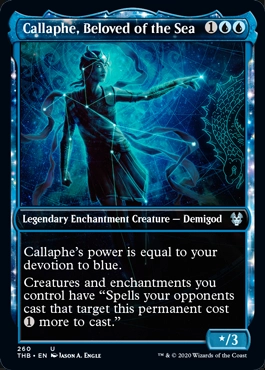 Callaphe, Beloved of the Sea 1
Legendary Enchantment Creature — Demigod
Callaphe's power is equal to your
devotion to blue.
Creatures and enchantments you
control have “Spells your opponents
cast that target this permanent cost
1 more to cast.”
*/3
260 U
THB • EN Jason A. Engle
™ & © 2020 Wizards of the Coast